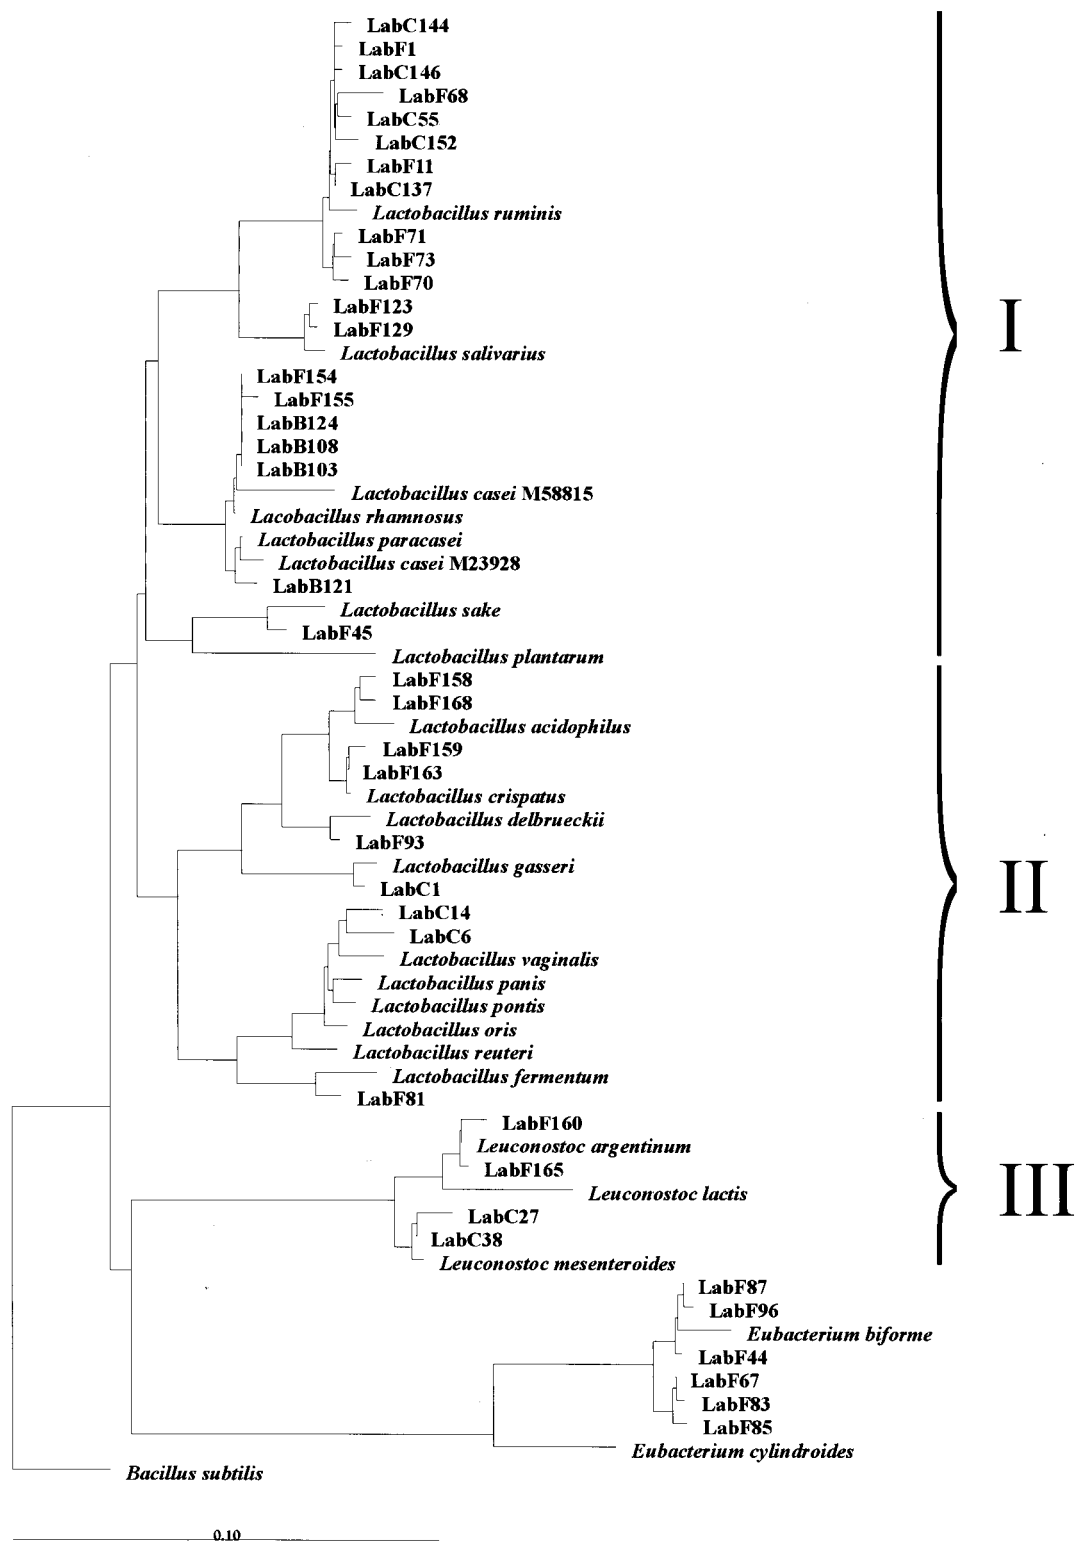 LabC144
LabF1
LabC146
LabF68
LabC55
LabC152
LabF11
LabC137
Lactobacillus ruminis
LabF71
LabF73
LabF70
LabF123
I
LabF129
Lactobacillus salivarius
LabF154
LabF155
LabB124
LabB108
LabB103
Lactobacillus casei M58815
Lacobacillus rhamnosus
Lactobacillus paracasei
Lactobacillus casei M23928
LabB121
Lactobacillus sake
LabF45
Lactobacillus plantarum
LabF158
LabF168
Lactobacillus acidophilus
LabF159
LabF163
Lactobacillus crispatus
Lactobacillus delbrueckii
LabF93
Lactobacillus gasseri
LabC1
II
LabC14
LabC6
Lactobacillus vaginalis
Lactobacillus panis
Lactobacillus pontis
Lactobacillus oris
Lactobacillus reuteri
Lactobacillus fermentum
LabF81
LabF160
Leuconostoc argentinum
LabF165
III
Leuconostoc lactis
LabC27
LabC38
Leuconostoc mesenteroides
LabF87
LabF96
Eubacterium biforme
LabF44
LabF67
LabF83
LabF85
Eubacterium cylindroides
Bacillus subtilis
0.10